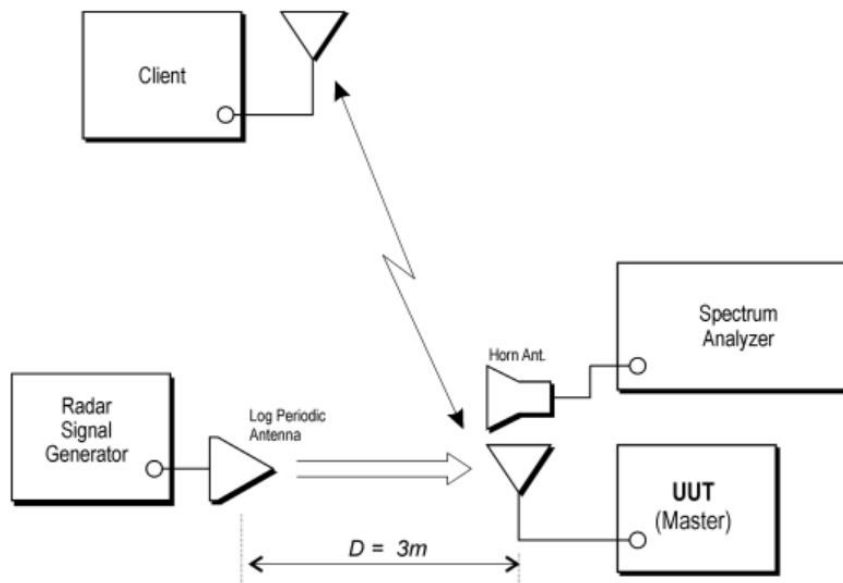 Client
Spectrum
Analyzer
Horn Ant.
Radar
Signal
Generator
Log Periodic
Antenna
UUT
(Master)
D = 3m